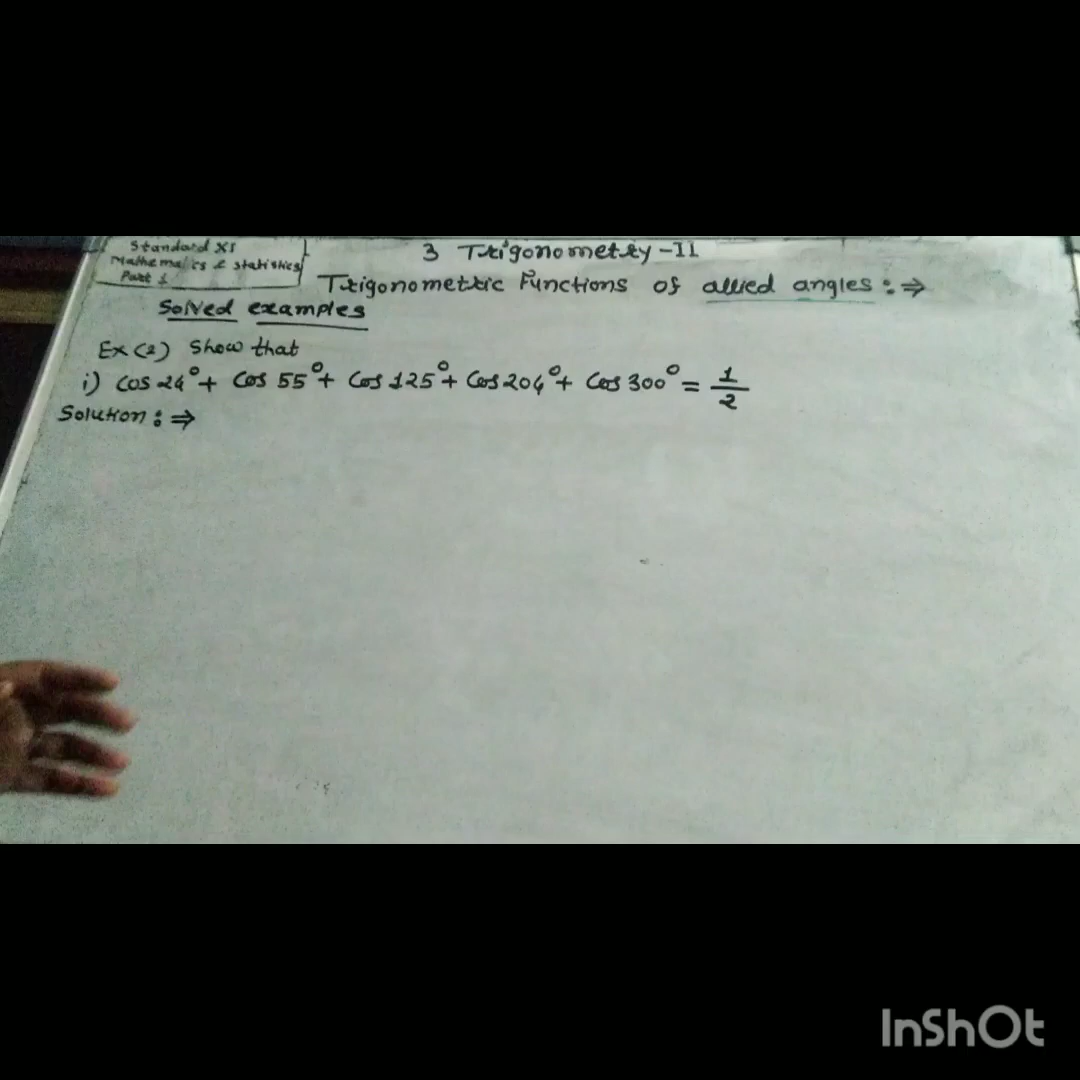 Standard XI
Mathematics & statistics
Part 1
3 Trigonometry - II
Trigonometric Functions of allied angles :⇒
Solved examples
Ex (2) Show that
i) cos 24° + cos 55° + cos 125° + cos 204° + cos 300° = 1/2
Solution :⇒
InShOt